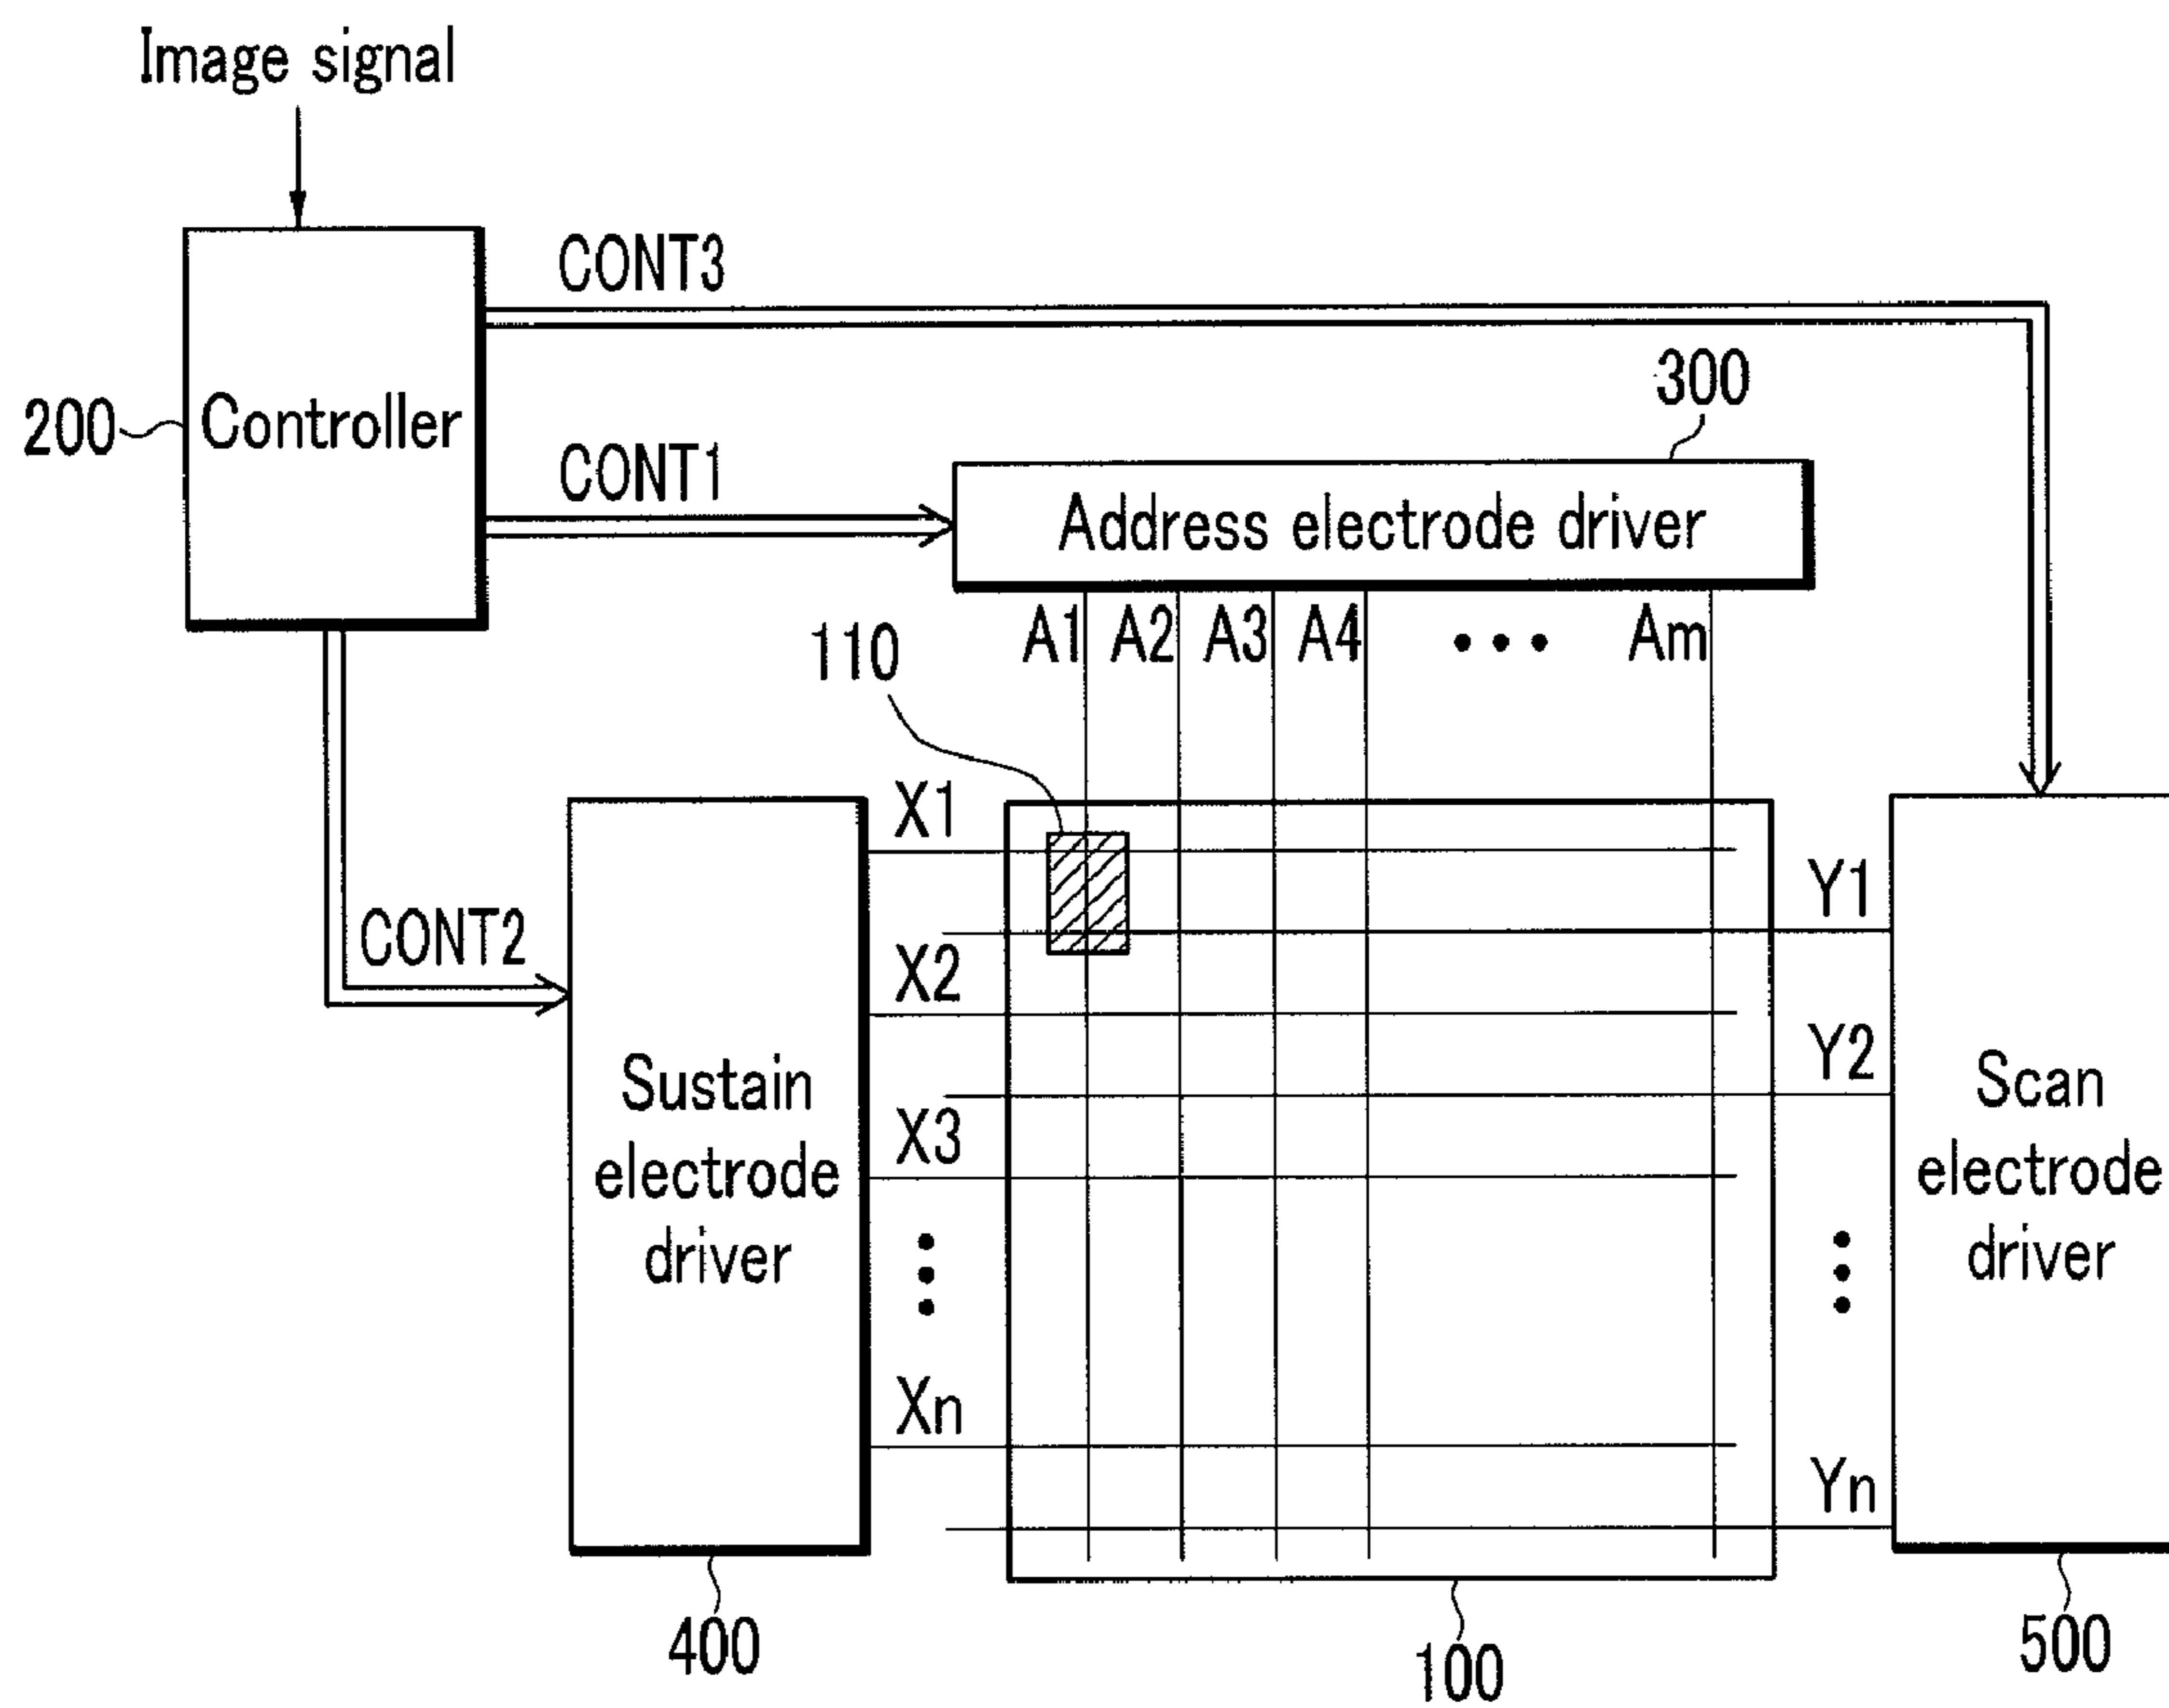 Image signal
CONT3
300
200
Controller
CONT1
Address electrode driver
A1 A2 A3 A4 ••• Am
110
X1
Y1
CONT2
X2
Y2
Sustain
electrode
driver
X3
Scan
electrode
driver
Xn
Yn
400
100
500